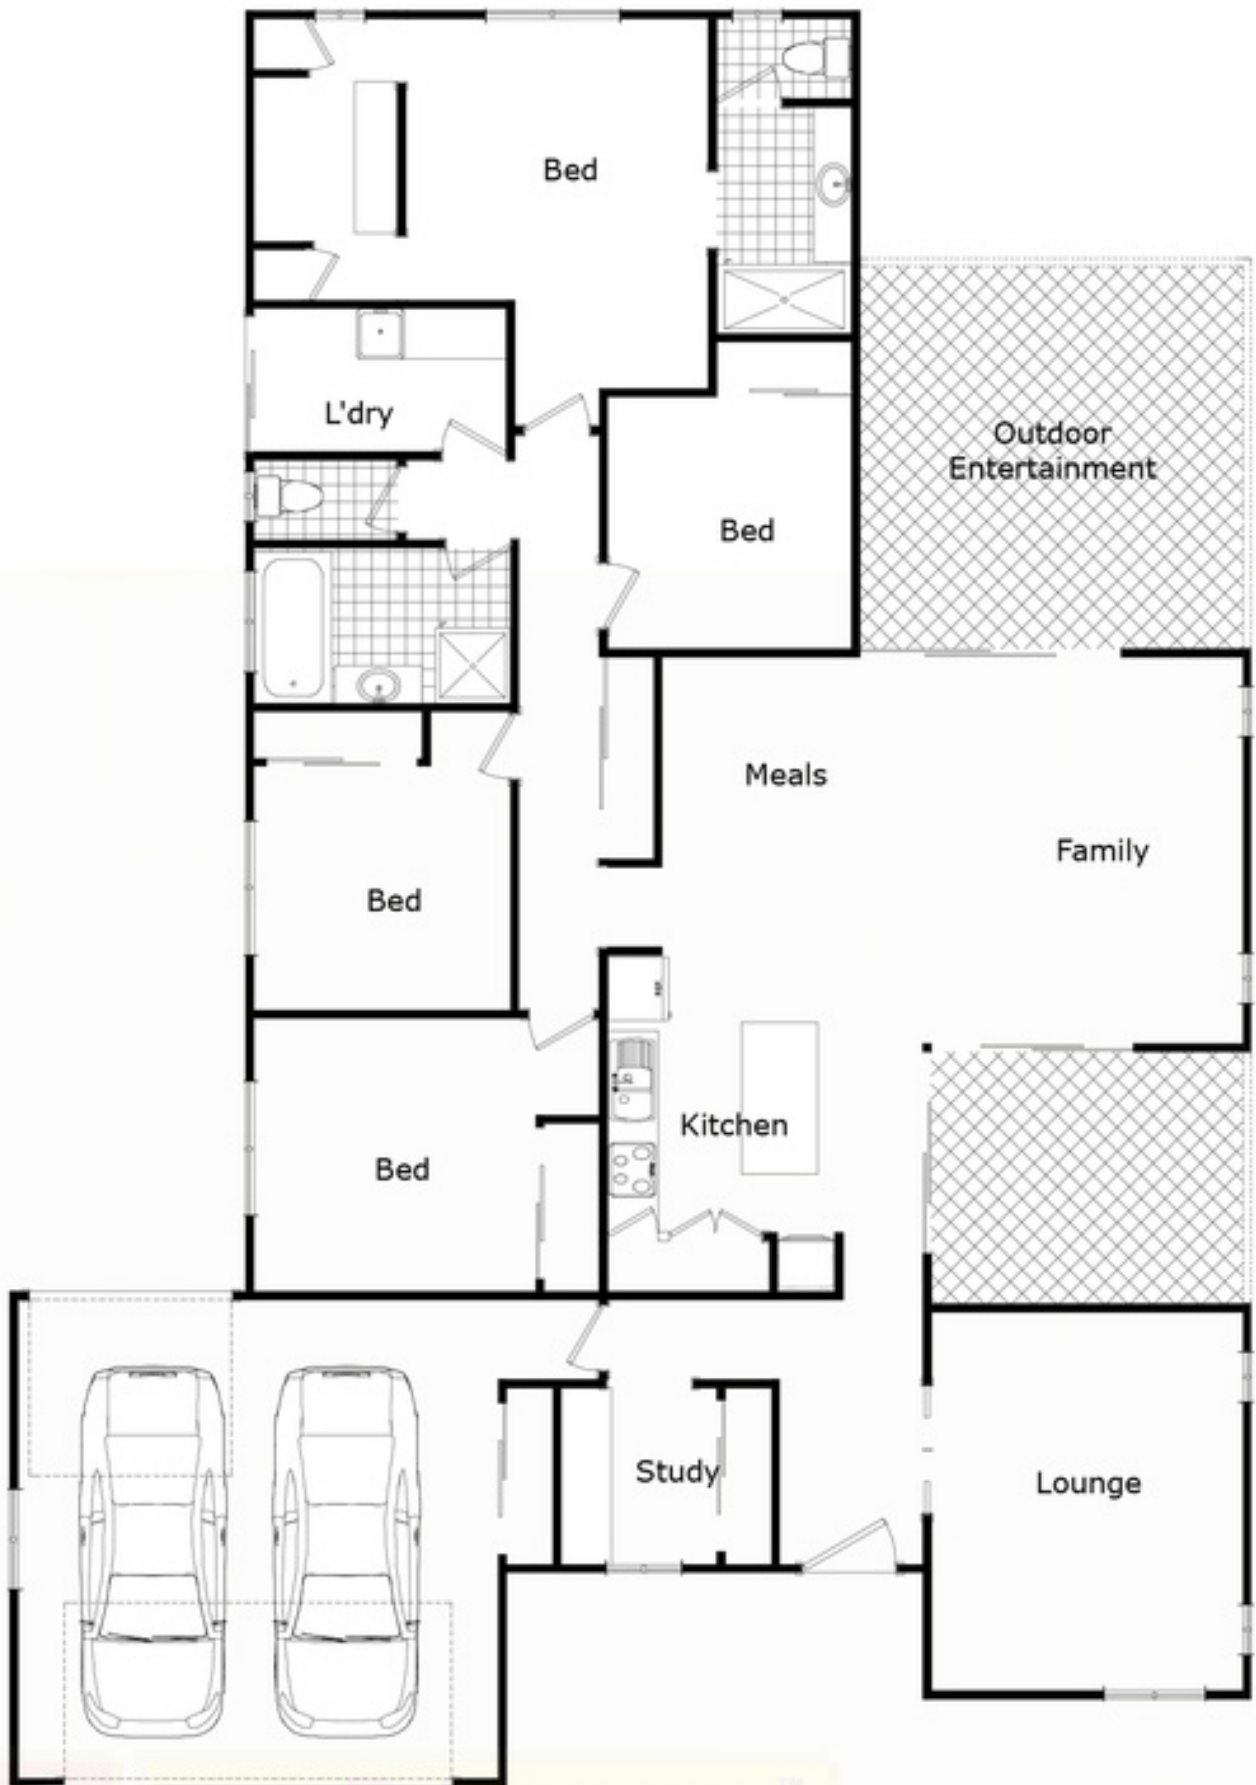 Bed
L'dry
Outdoor
Entertainment
Bed
Meals
Family
Bed
Kitchen
Bed
Study
Lounge